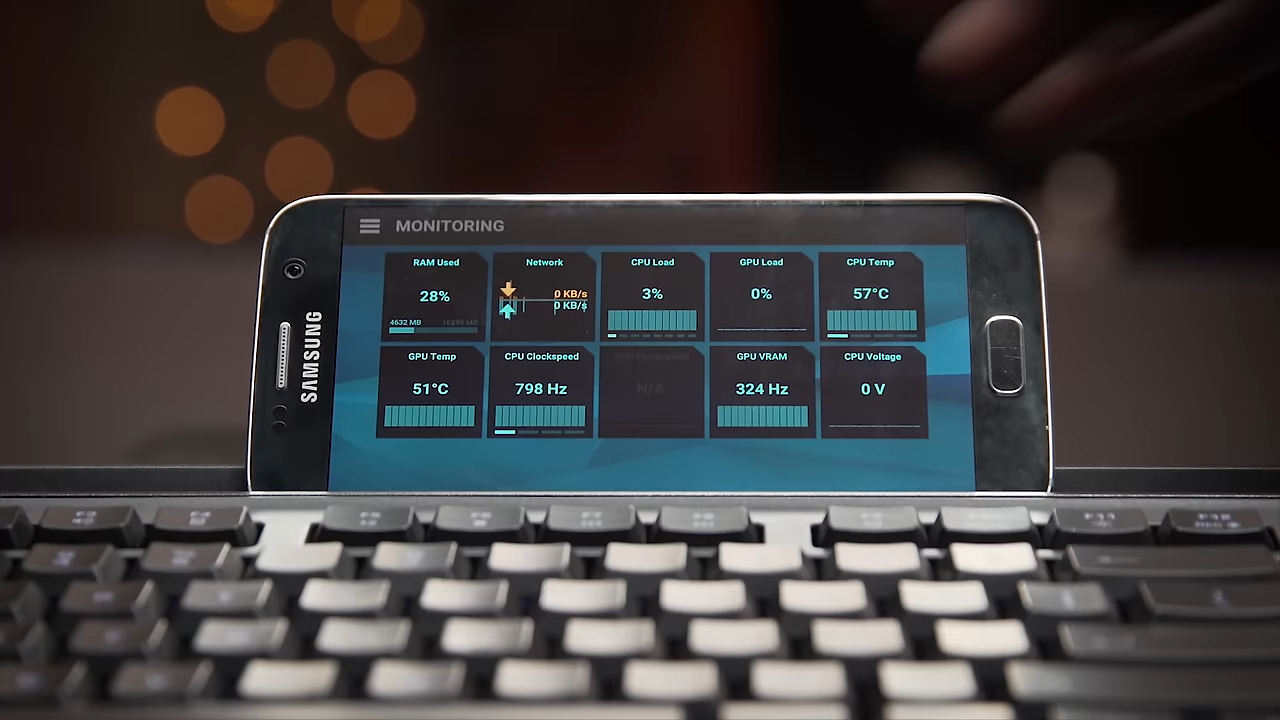 MONITORING
SAMSUNG
RAM Used
28%
4632 MB
Network
0 KB/s
0 KB/s
CPU Load
3%
GPU Load
0%
CPU Temp
57°C
GPU Temp
51°C
CPU Clockspeed
798 Hz
N/A
GPU VRAM
324 Hz
CPU Voltage
0 V